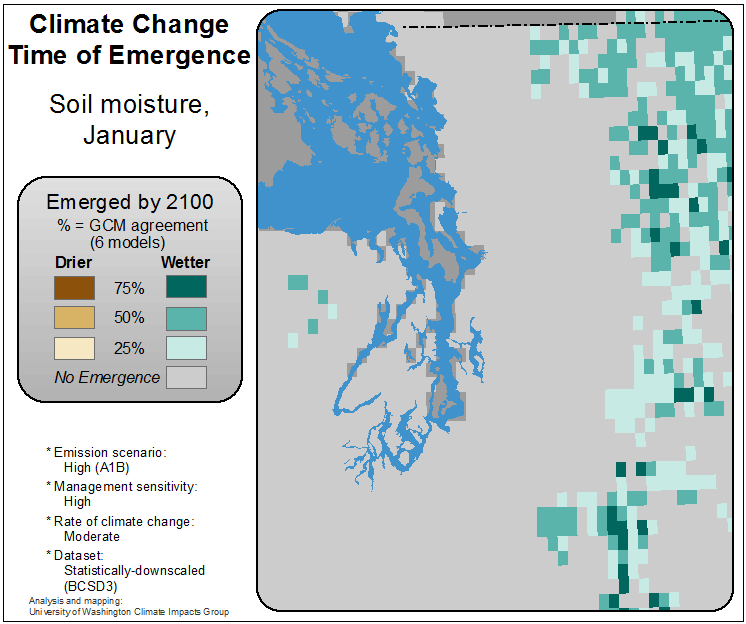 Climate Change
Time of Emergence
Soil moisture,
January
Emerged by 2100
% = GCM agreement
(6 models)
Drier Wetter
75%
50%
25%
No Emergence
* Emission scenario:
High (A1B)
* Management sensitivity:
High
* Rate of climate change:
Moderate
* Dataset:
Statistically-downscaled
(BCSD3)
Analysis and mapping:
University of Washington Climate Impacts Group